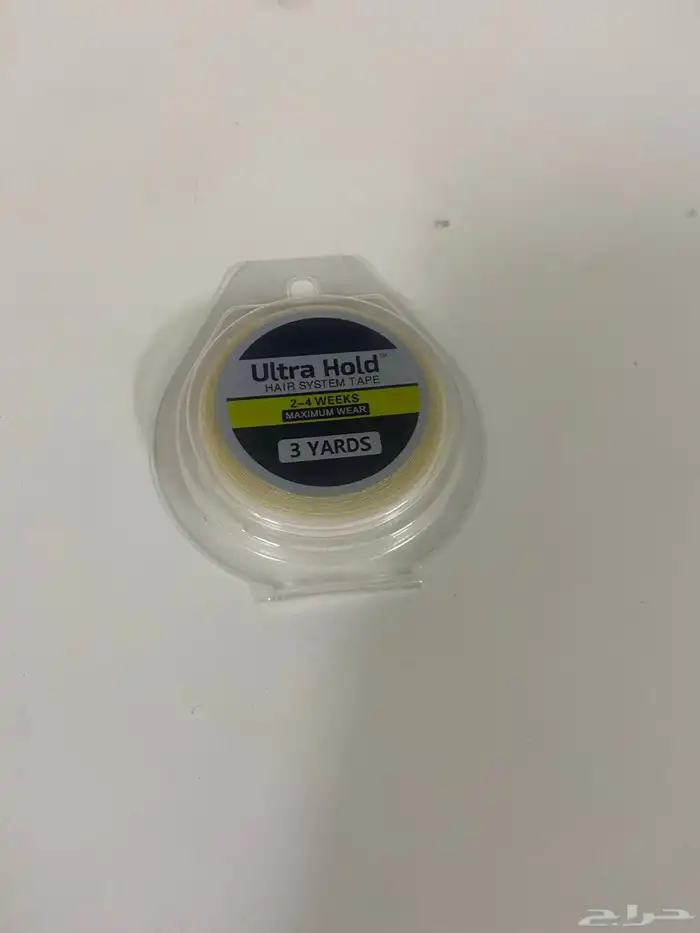 Ultra Hold™
HAIR SYSTEM TAPE
2–4 WEEKS
MAXIMUM WEAR
3 YARDS
حراج